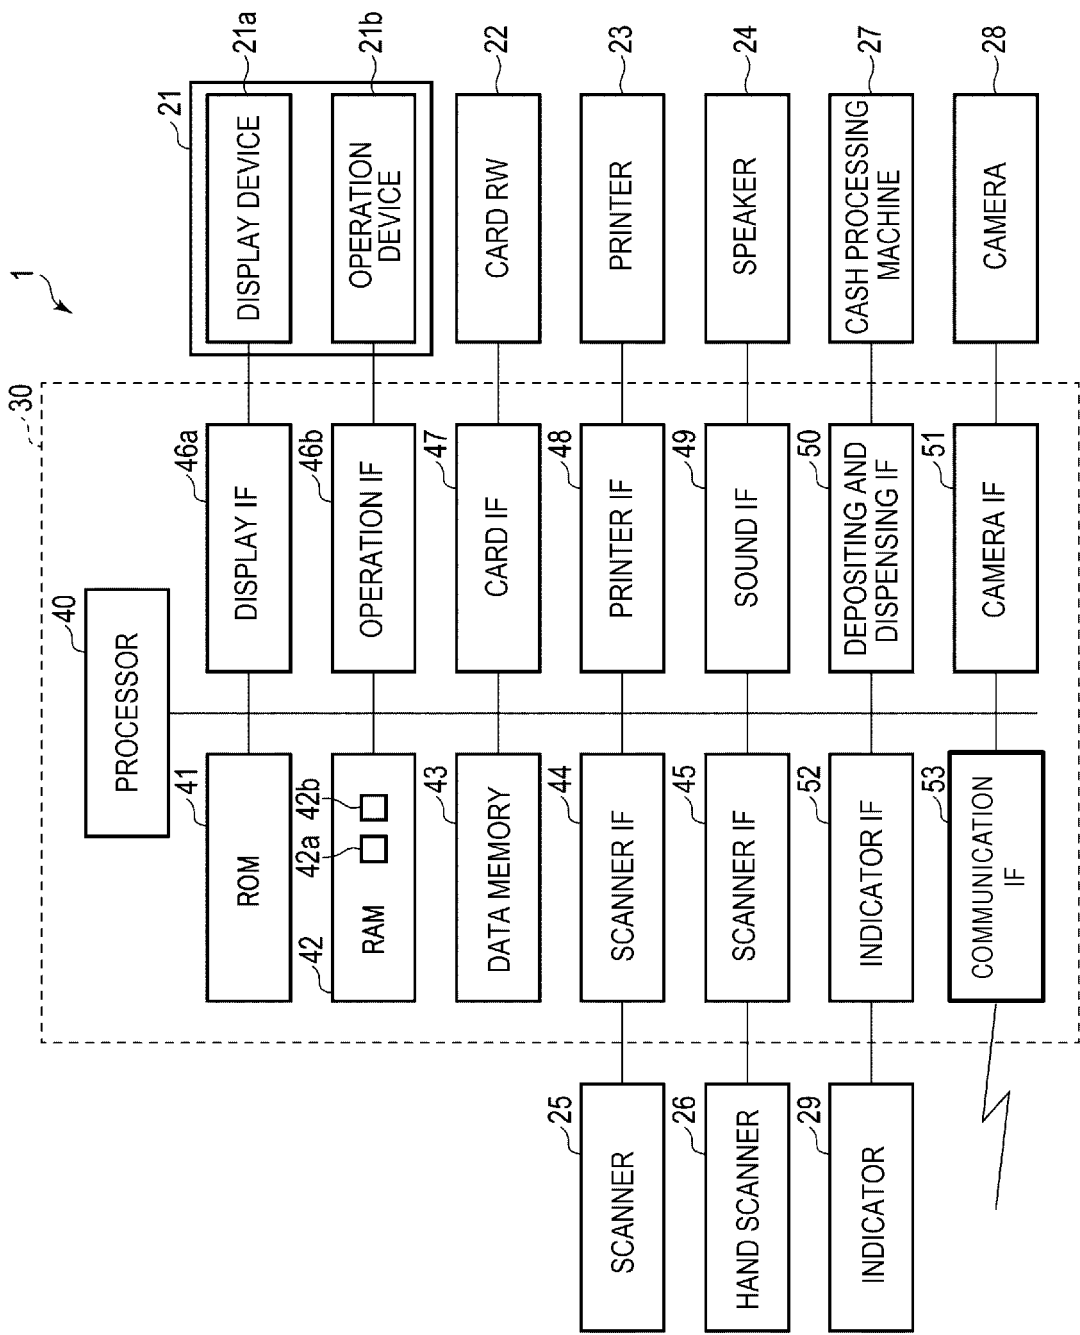 1
30
40
PROCESSOR
41
ROM
46a
DISPLAY IF
21
21a
DISPLAY DEVICE
42
RAM
42a
42b
46b
OPERATION IF
21b
OPERATION
DEVICE
43
DATA MEMORY
47
CARD IF
22
CARD RW
25
SCANNER
44
SCANNER IF
48
PRINTER IF
23
PRINTER
26
HAND SCANNER
45
SCANNER IF
49
SOUND IF
24
SPEAKER
29
INDICATOR
52
INDICATOR IF
50
DEPOSITING AND
DISPENSING IF
27
CASH PROCESSING
MACHINE
53
COMMUNICATION
IF
51
CAMERA IF
28
CAMERA